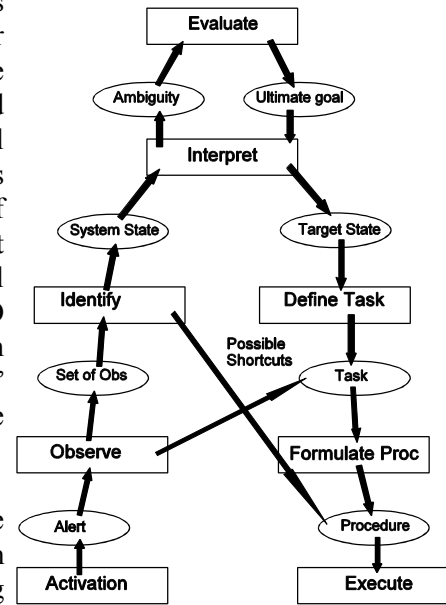 Evaluate
Ambiguity
Ultimate goal
Interpret
System State
Target State
Identify
Define Task
Possible
Shortcuts
Set of Obs
Task
Observe
Formulate Proc
Alert
Procedure
Activation
Execute